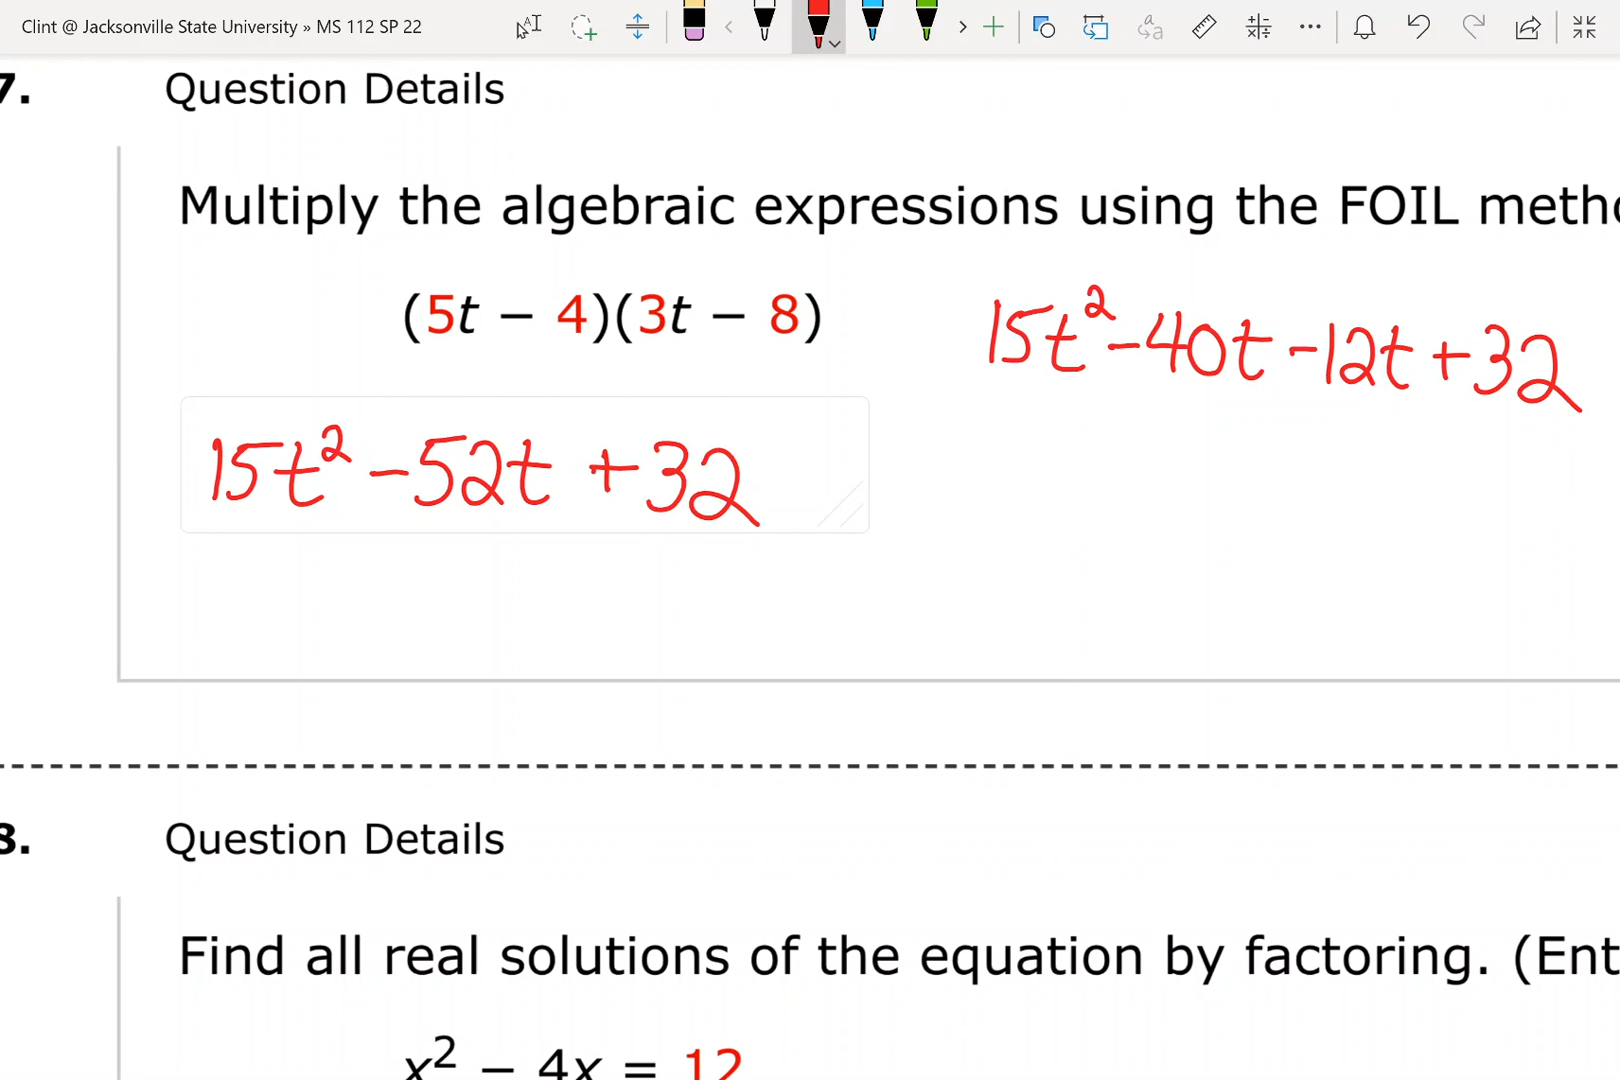 Clint @ Jacksonville State University » MS 112 SP 22
7. Question Details
Multiply the algebraic expressions using the FOIL metho
(5t − 4)(3t − 8)
15t² -40t -12t +32
15t² -52t +32
8. Question Details
Find all real solutions of the equation by factoring. (Ent
x² − 4x = 12